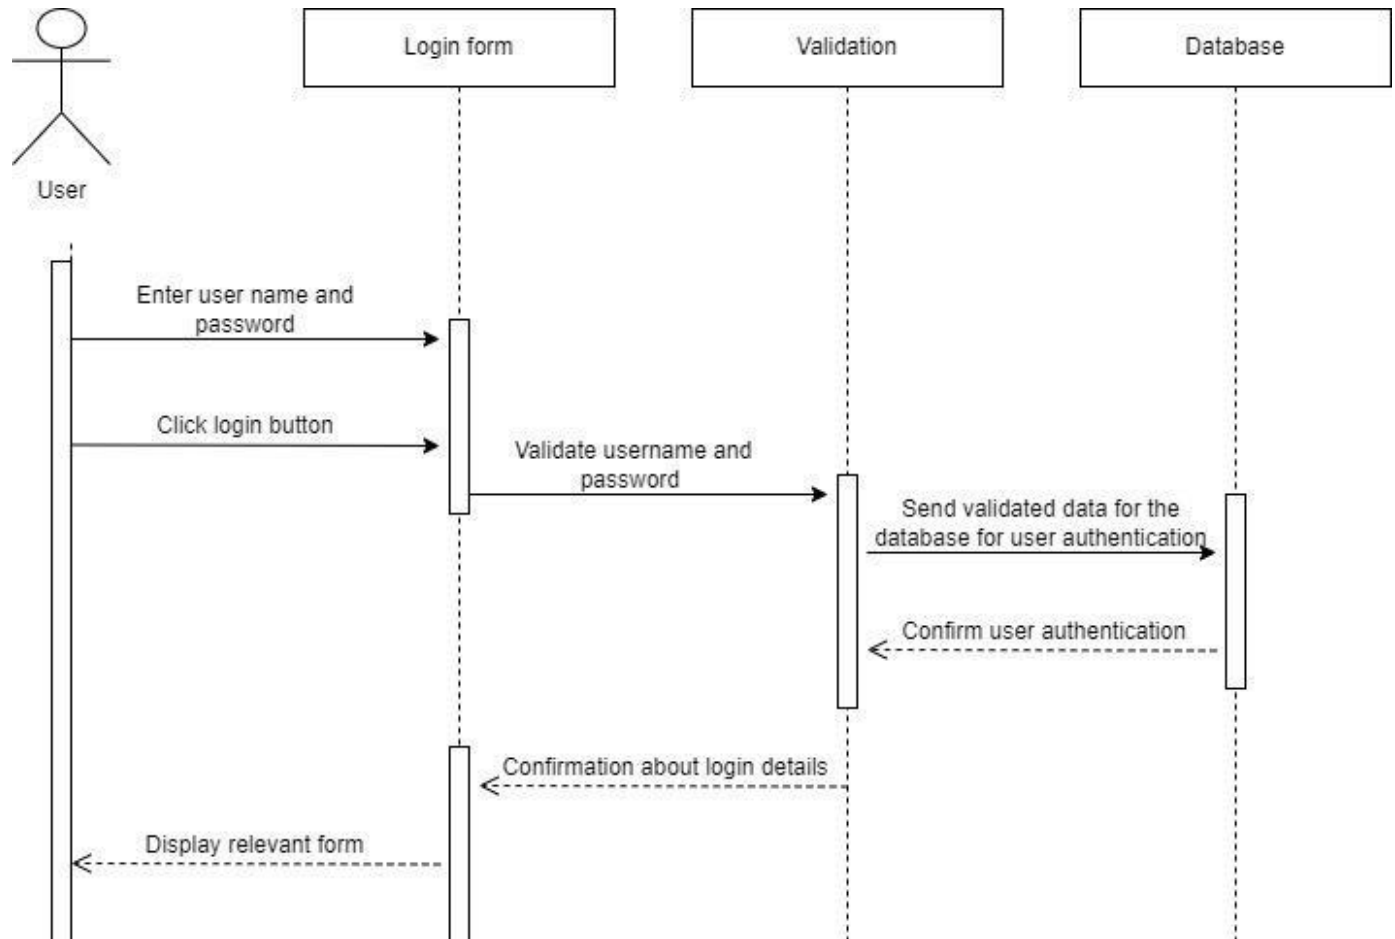 Login form
Validation
Database
User
Enter user name and
password
Click login button
Validate username and
password
Send validated data for the
database for user authentication
Confirm user authentication
Confirmation about login details
Display relevant form